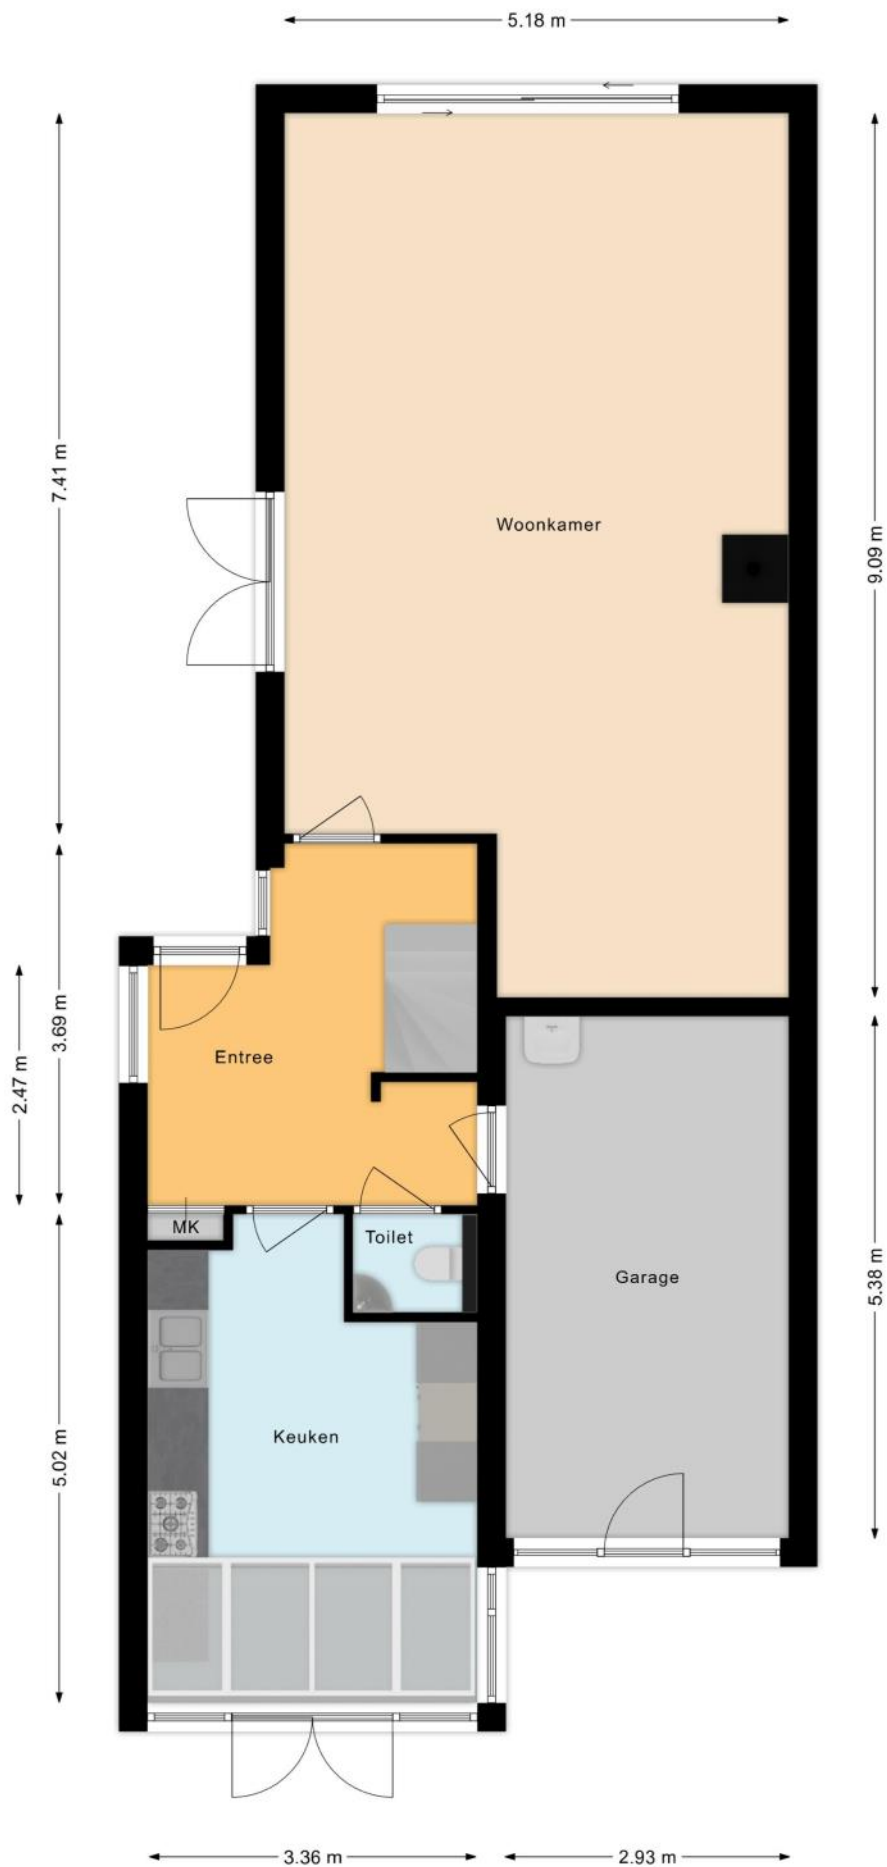 5.18 m
7.41 m
Woonkamer
9.09 m
3.69 m
2.47 m
Entree
MK
Toilet
Garage
5.38 m
Keuken
5.02 m
3.36 m
2.93 m